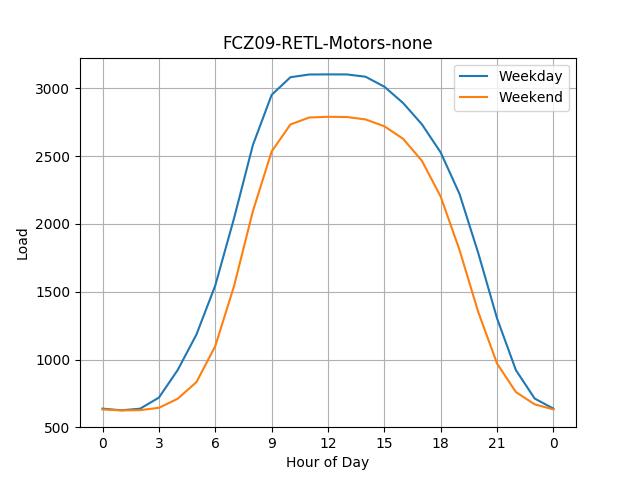 FCZ09-RETL-Motors-none
Weekday
Weekend
3000
2500
2000
1500
1000
500
Load
0 3 6 9 12 15 18 21 0
Hour of Day